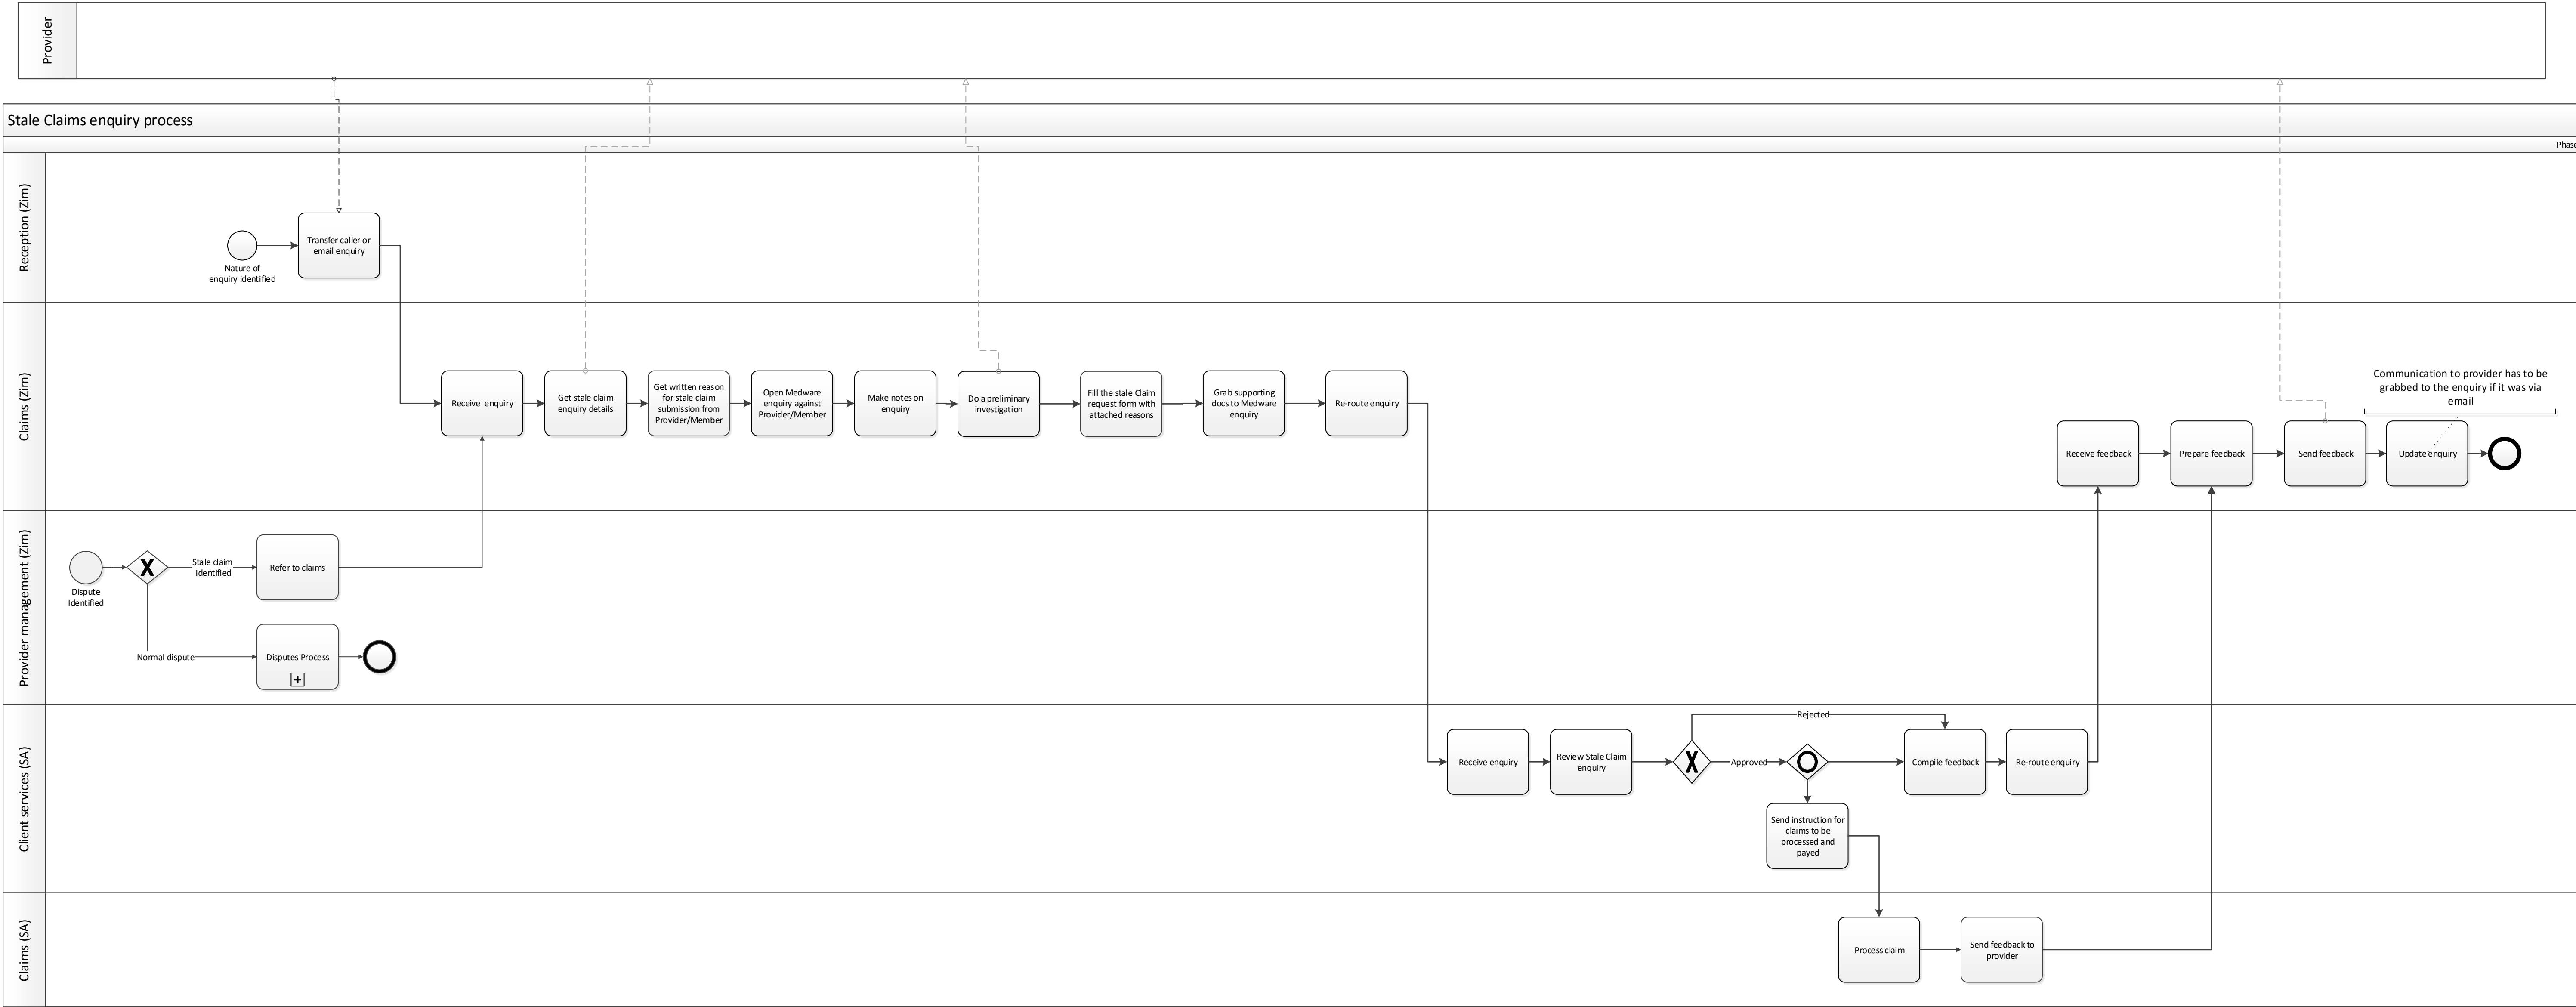 Provider
Stale Claims enquiry process
Phase
Reception (Zim)
Nature of
enquiry identified
Transfer caller or
email enquiry
Claims (Zim)
Receive enquiry
Get stale claim
enquiry details
Get written reason
for stale claim
submission from
Provider/Member
Open Medware
enquiry against
Provider/Member
Make notes on
enquiry
Do a preliminary
investigation
Fill the stale Claim
request form with
attached reasons
Grab supporting
docs to Medware
enquiry
Re-route enquiry
Communication to provider has to be
grabbed to the enquiry if it was via
email
Receive feedback
Prepare feedback
Send feedback
Update enquiry
Provider management (Zim)
Dispute
Identified
X
Stale claim
Identified
Refer to claims
Normal dispute
Disputes Process
Client services (SA)
Rejected
Receive enquiry
Review Stale Claim
enquiry
X
Approved
Compile feedback
Re-route enquiry
Send instruction for
claims to be
processed and
payed
Claims (SA)
Process claim
Send feedback to
provider